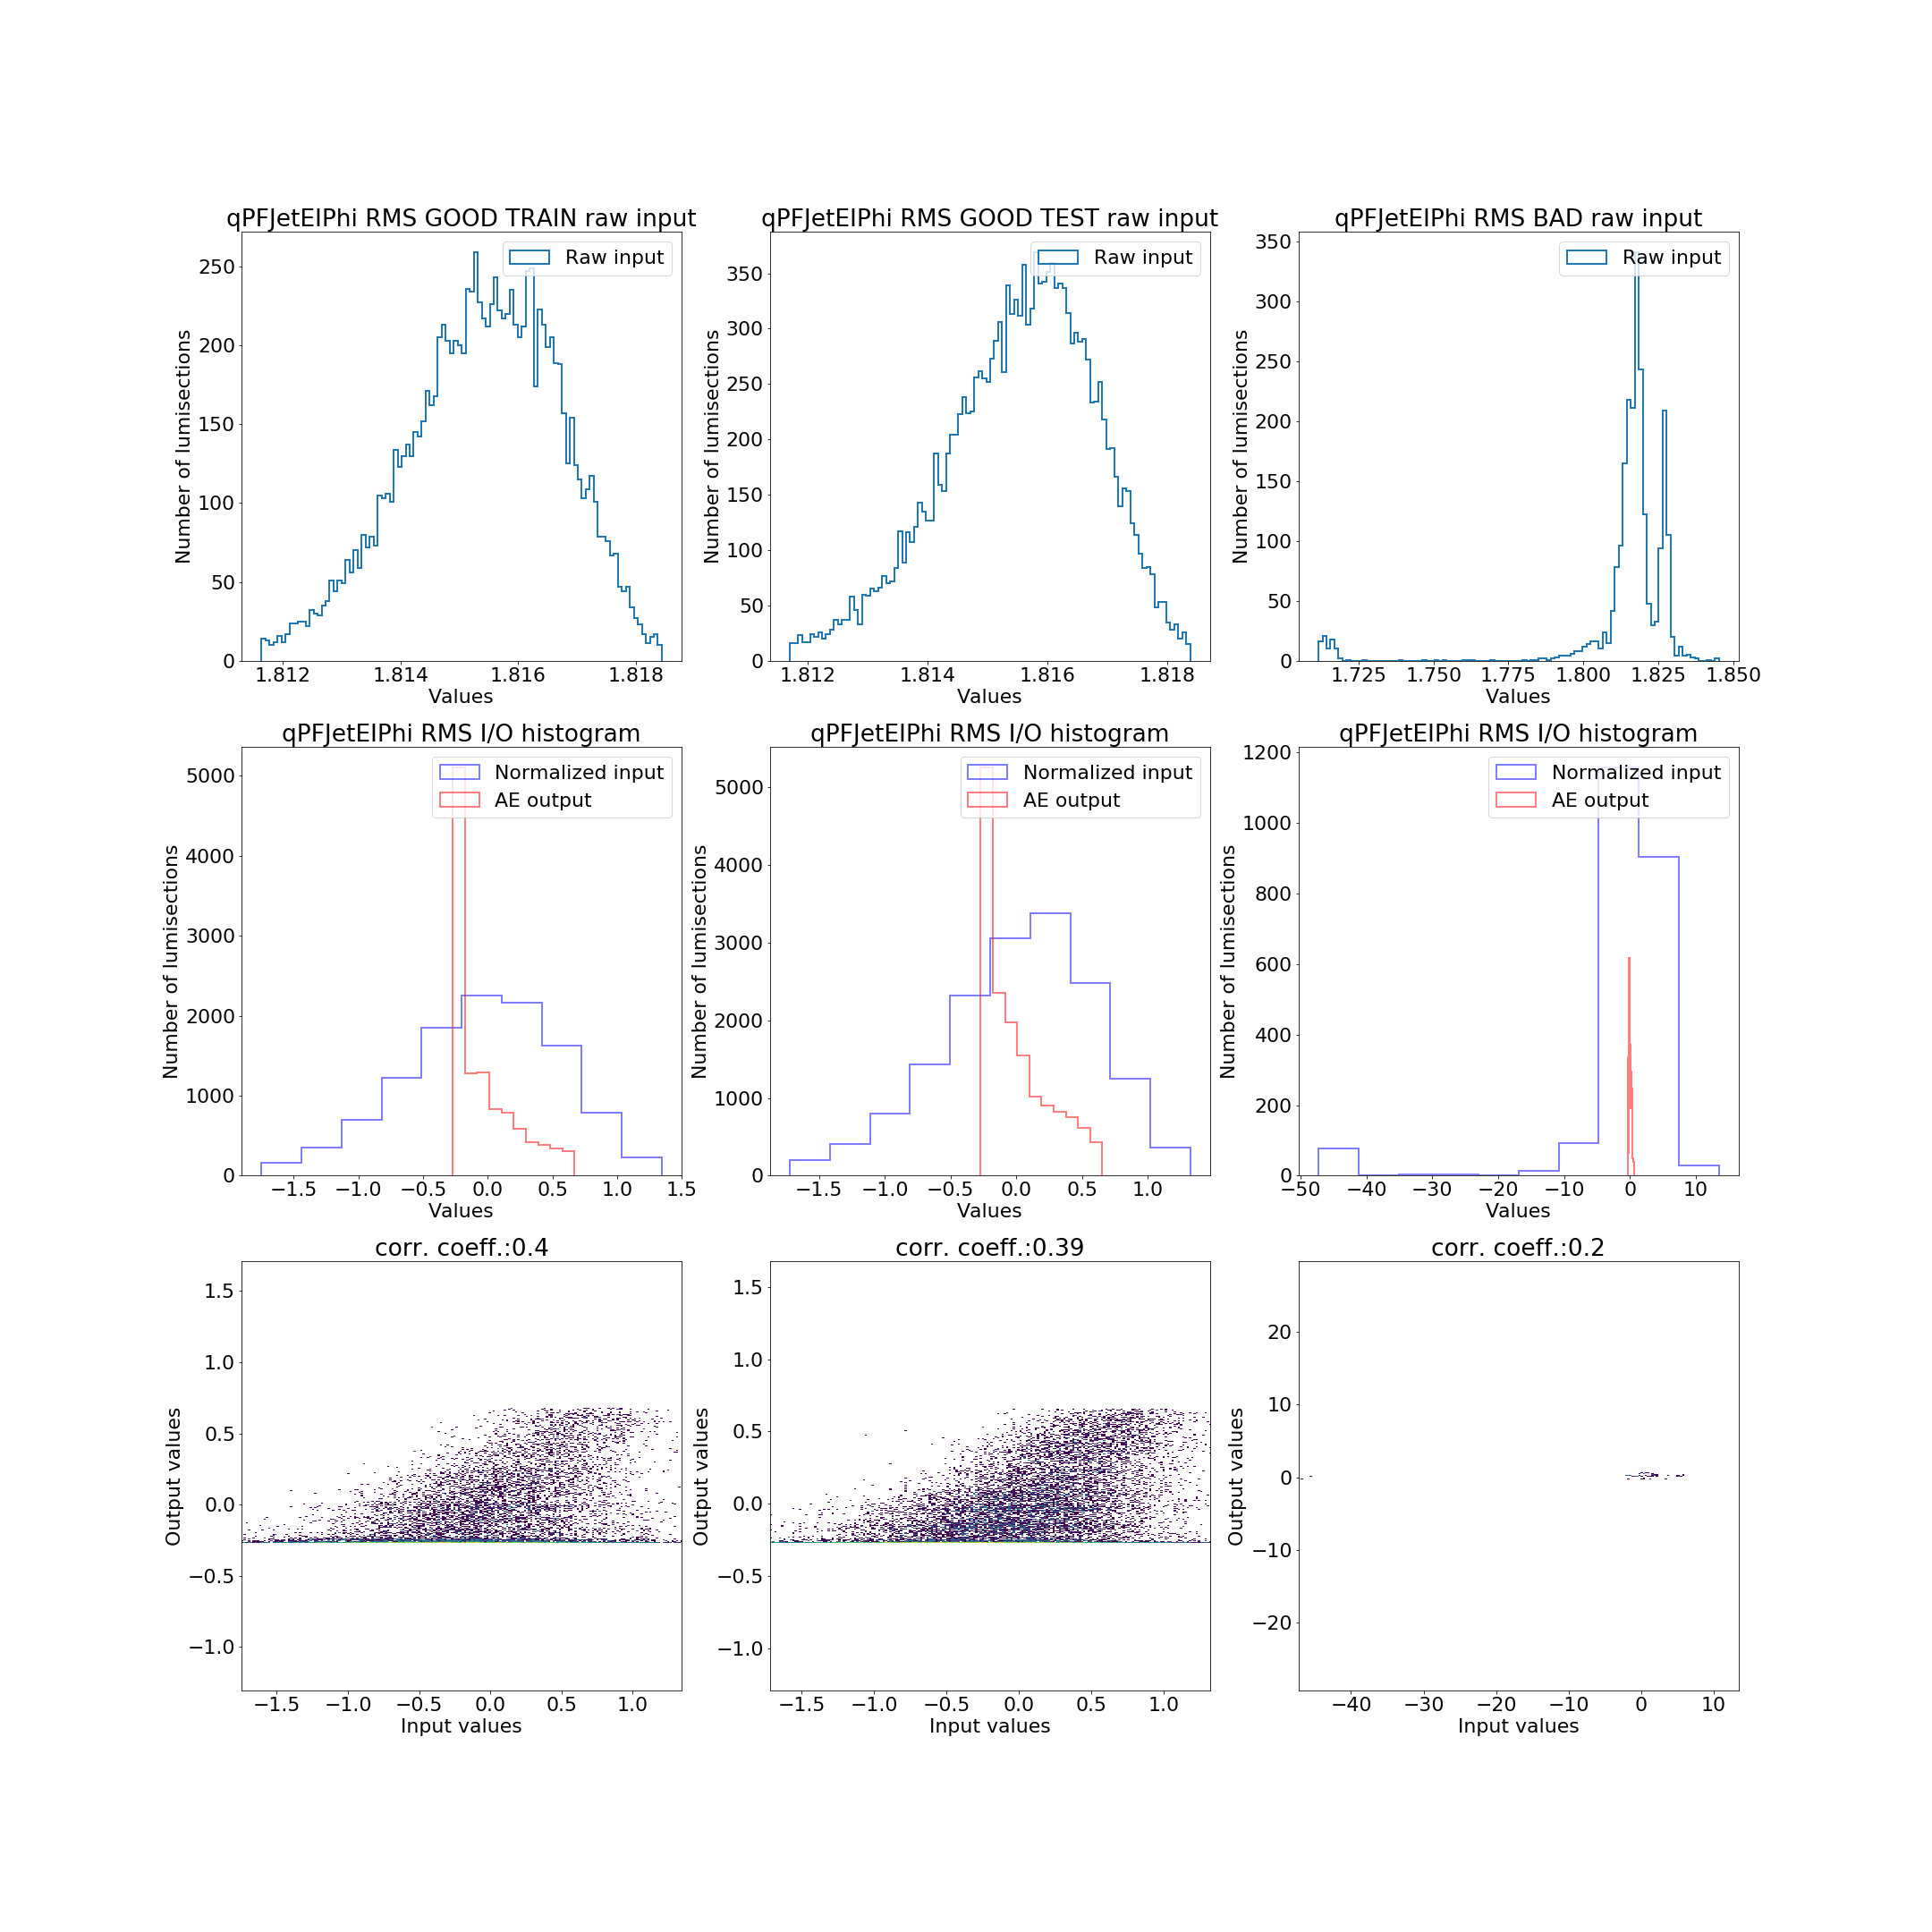 qPFJetEIPhi RMS GOOD TRAIN raw input
Raw input
250
200
150
100
50
0
Number of lumisections
1.812 1.814 1.816 1.818
Values
qPFJetEIPhi RMS GOOD TEST raw input
Raw input
350
300
250
200
150
100
50
0
Number of lumisections
1.812 1.814 1.816 1.818
Values
qPFJetEIPhi RMS BAD raw input
Raw input
350
300
250
200
150
100
50
0
Number of lumisections
1.725 1.750 1.775 1.800 1.825 1.850
Values
qPFJetEIPhi RMS I/O histogram
Normalized input
AE output
5000
4000
3000
2000
1000
0
Number of lumisections
−1.5 −1.0 −0.5 0.0 0.5 1.0 1.5
Values
qPFJetEIPhi RMS I/O histogram
Normalized input
AE output
5000
4000
3000
2000
1000
0
Number of lumisections
−1.5 −1.0 −0.5 0.0 0.5 1.0
Values
qPFJetEIPhi RMS I/O histogram
Normalized input
AE output
1200
1000
800
600
400
200
0
Number of lumisections
−50 −40 −30 −20 −10 0 10
Values
corr. coeff.:0.4
1.5
1.0
0.5
0.0
−0.5
−1.0
Output values
−1.5 −1.0 −0.5 0.0 0.5 1.0
Input values
corr. coeff.:0.39
1.5
1.0
0.5
0.0
−0.5
−1.0
Output values
−1.5 −1.0 −0.5 0.0 0.5 1.0
Input values
corr. coeff.:0.2
20
10
0
−10
−20
Output values
−40 −30 −20 −10 0 10
Input values